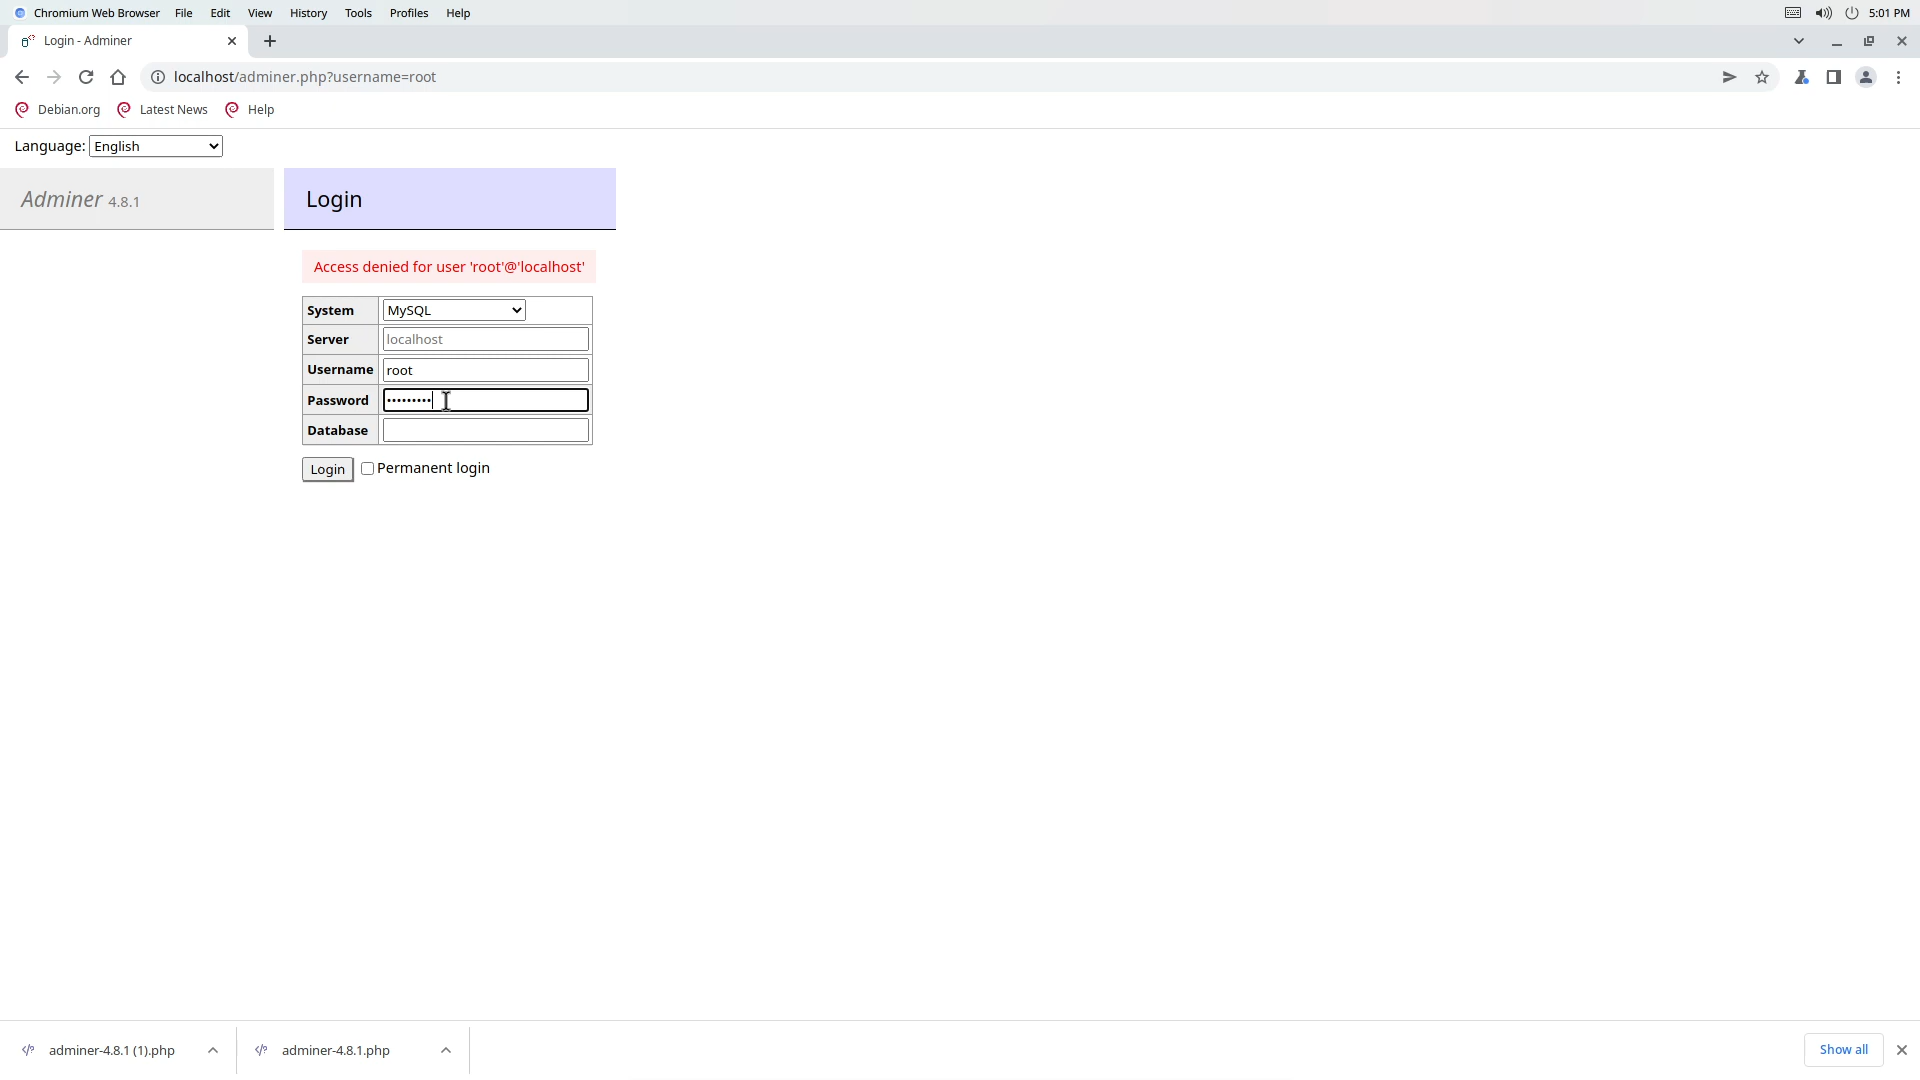 Chromium Web Browser File Edit View History Tools Profiles Help 5:01 PM
Login - Adminer
localhost/adminer.php?username=root
Debian.org Latest News Help
Language: English
Adminer 4.8.1
Login
Access denied for user 'root'@'localhost'
System MySQL
Server localhost
Username root
Password •••••••••
Database
Login Permanent login
adminer-4.8.1 (1).php adminer-4.8.1.php Show all